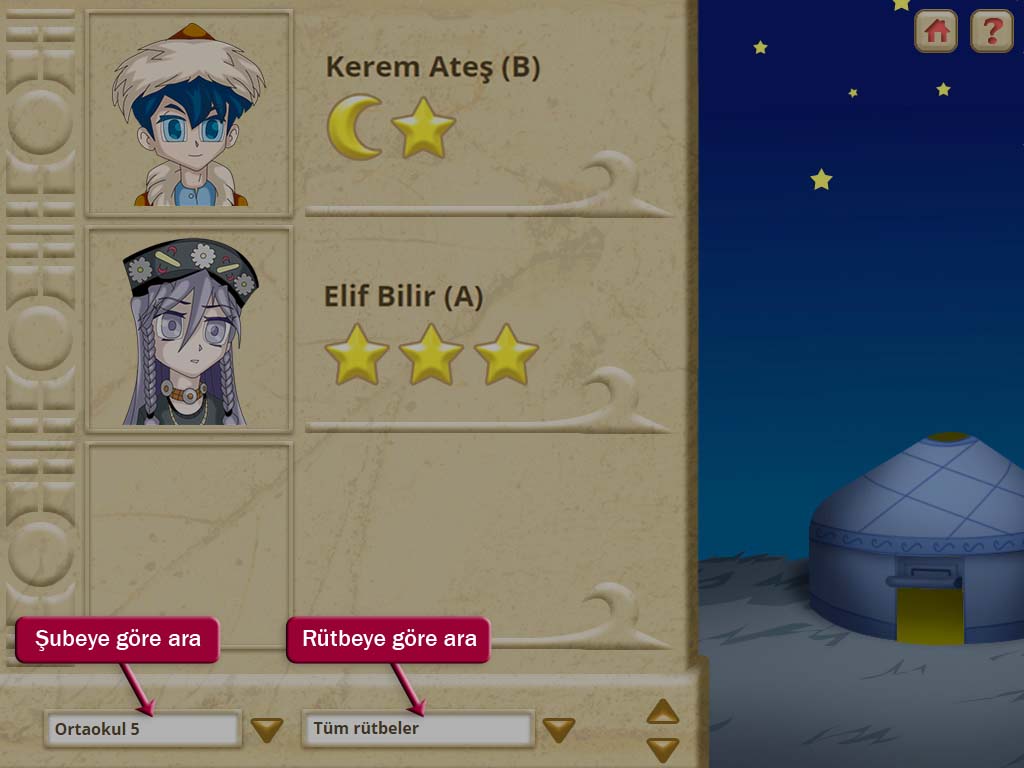 Kerem Ateş (B)
Elif Bilir (A)
Şubeye göre ara
Rütbeye göre ara
Ortaokul 5
Tüm rütbeler
?